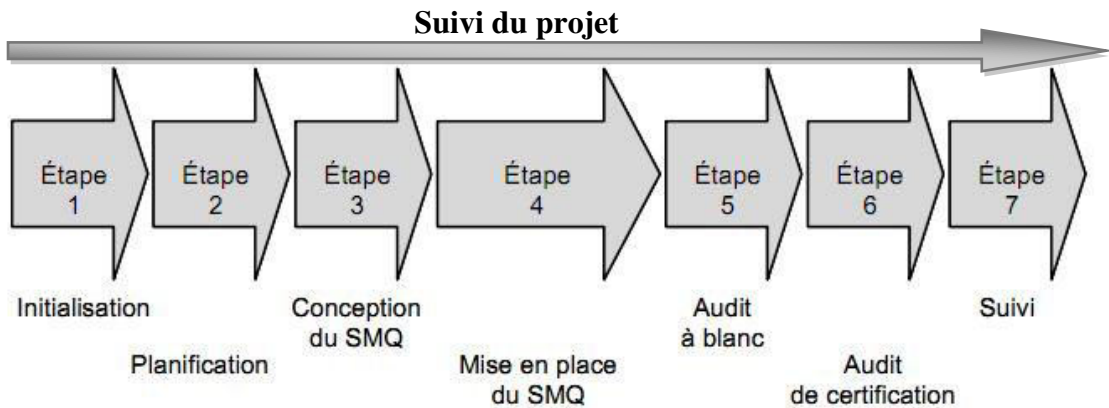 Suivi du projet
Étape
1
Étape
2
Étape
3
Étape
4
Étape
5
Étape
6
Étape
7
Initialisation
Planification
Conception
du SMQ
Mise en place
du SMQ
Audit
à blanc
Audit
de certification
Suivi